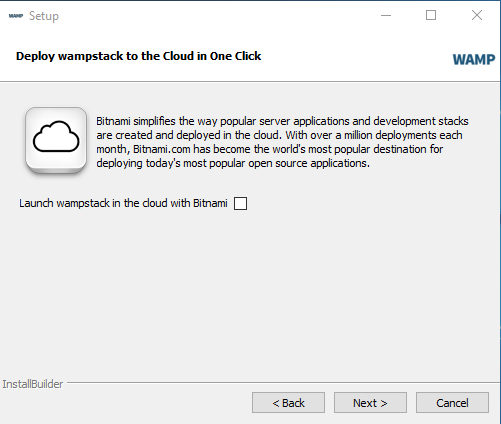 WAMP Setup
Deploy wampstack to the Cloud in One Click
WAMP
Bitnami simplifies the way popular server applications and development stacks
are created and deployed in the cloud. With over a million deployments each
month, Bitnami.com has become the world's most popular destination for
deploying today's most popular open source applications.
Launch wampstack in the cloud with Bitnami
InstallBuilder
< Back Next > Cancel